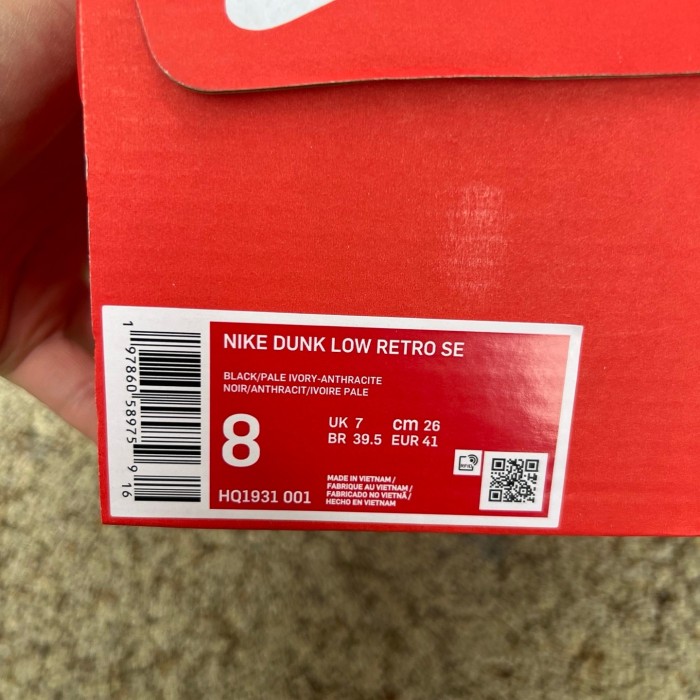 NIKE DUNK LOW RETRO SE
BLACK/PALE IVORY-ANTHRACITE
NOIR/ANTHRACIT/IVOIRE PALE
8
UK 7 cm 26
BR 39.5 EUR 41
HQ1931 001
MADE IN VIETNAM /
FABRIQUE AU VIETNAM /
FABRICADO NO VIETNÃ /
HECHO EN VIETNAM
RFID
1 97860 58975 9 16